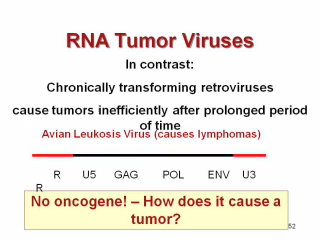 RNA Tumor Viruses
In contrast:
Chronically transforming retroviruses
cause tumors inefficiently after prolonged period
of time
Avian Leukosis Virus (causes lymphomas)
R U5 GAG POL ENV U3
R
No oncogene! – How does it cause a
tumor?
52